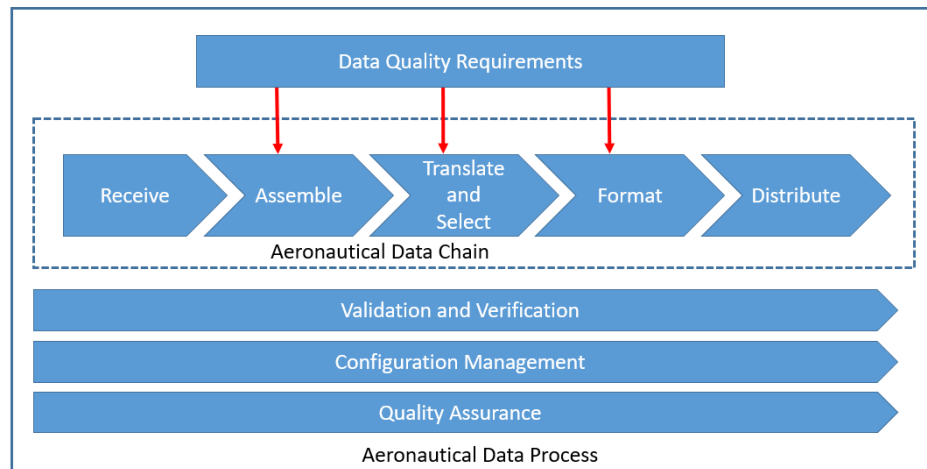 Data Quality Requirements
Receive
Assemble
Translate
and
Select
Format
Distribute
Aeronautical Data Chain
Validation and Verification
Configuration Management
Quality Assurance
Aeronautical Data Process